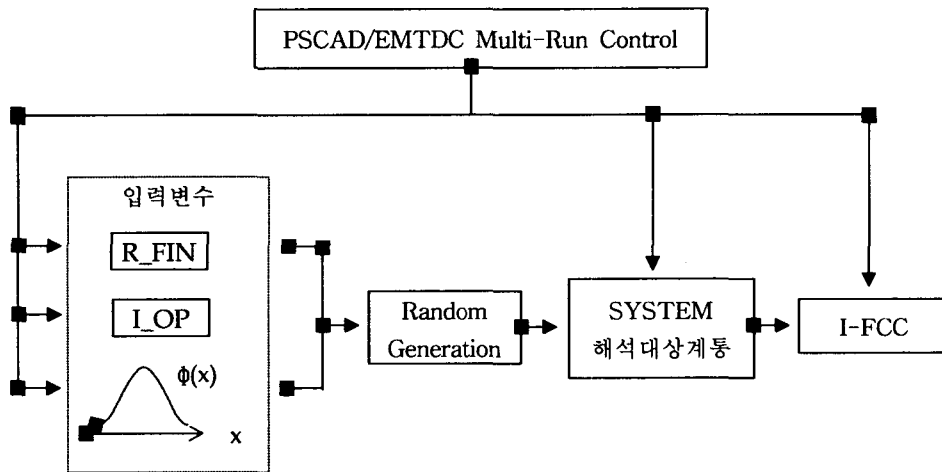 PSCAD/EMTDC Multi-Run Control
입력변수
R_FIN
I_OP
Φ(x)
x
Random
Generation
SYSTEM
해석대상계통
I-FCC